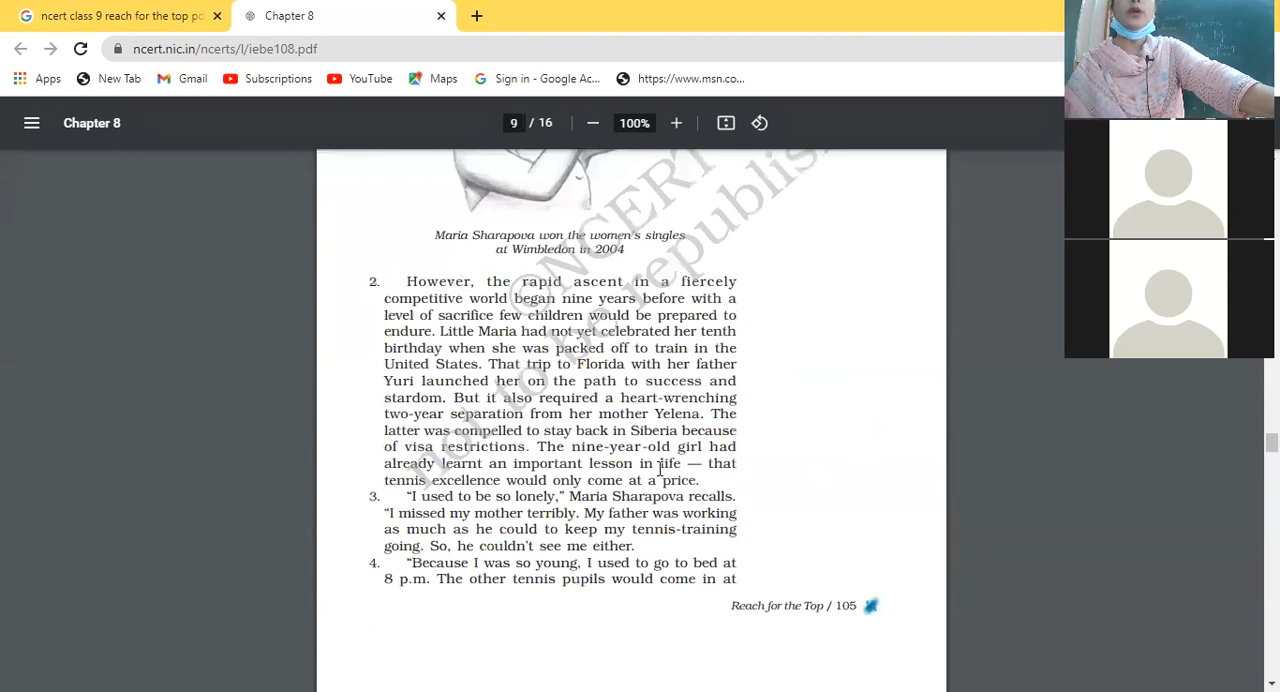 ncert class 9 reach for the top pd
Chapter 8
ncert.nic.in/ncerts/l/iebe108.pdf
Apps
New Tab
Gmail
Subscriptions
YouTube
Maps
Sign in - Google Ac...
https://www.msn.co...
Chapter 8
9 / 16
100%
Maria Sharapova won the women's singles
at Wimbledon in 2004
2. However, the rapid ascent in a fiercely
competitive world began nine years before with a
level of sacrifice few children would be prepared to
endure. Little Maria had not yet celebrated her tenth
birthday when she was packed off to train in the
United States. That trip to Florida with her father
Yuri launched her on the path to success and
stardom. But it also required a heart-wrenching
two-year separation from her mother Yelena. The
latter was compelled to stay back in Siberia because
of visa restrictions. The nine-year-old girl had
already learnt an important lesson in life — that
tennis excellence would only come at a price.
3. “I used to be so lonely,” Maria Sharapova recalls.
“I missed my mother terribly. My father was working
as much as he could to keep my tennis-training
going. So, he couldn't see me either.
4. “Because I was so young, I used to go to bed at
8 p.m. The other tennis pupils would come in at
Reach for the Top / 105
©NCERT
not to be republish